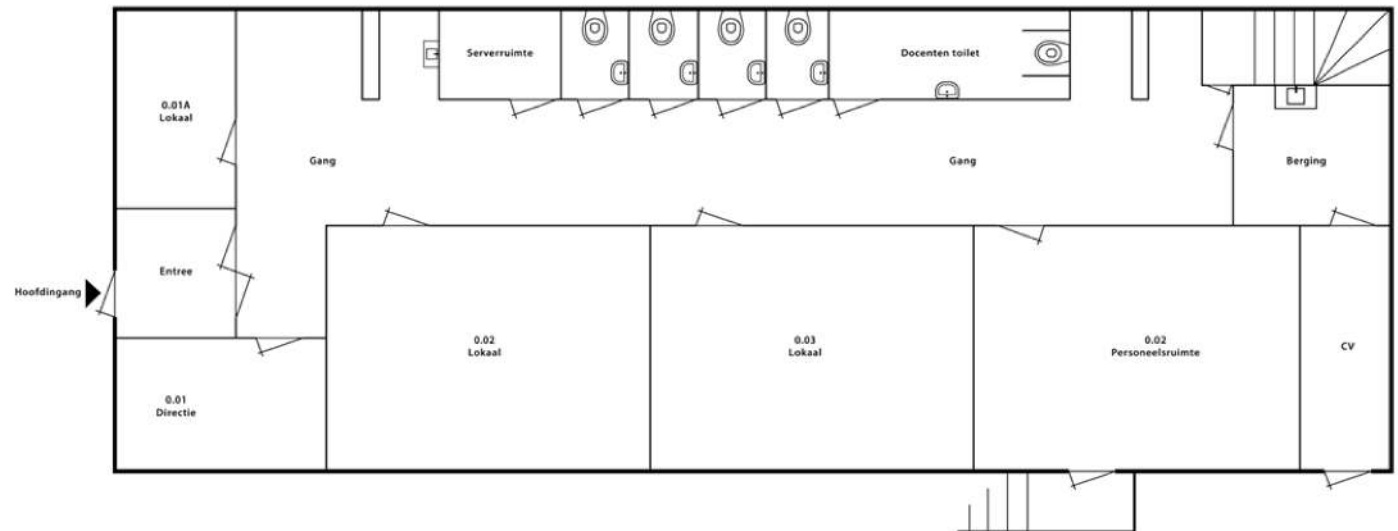 Serverruimte
Docenten toilet
0.01A
Lokaal
Gang
Gang
Berging
Entree
Hoofdingang
0.02
Lokaal
0.03
Lokaal
0.02
Personeelsruimte
CV
0.01
Directie